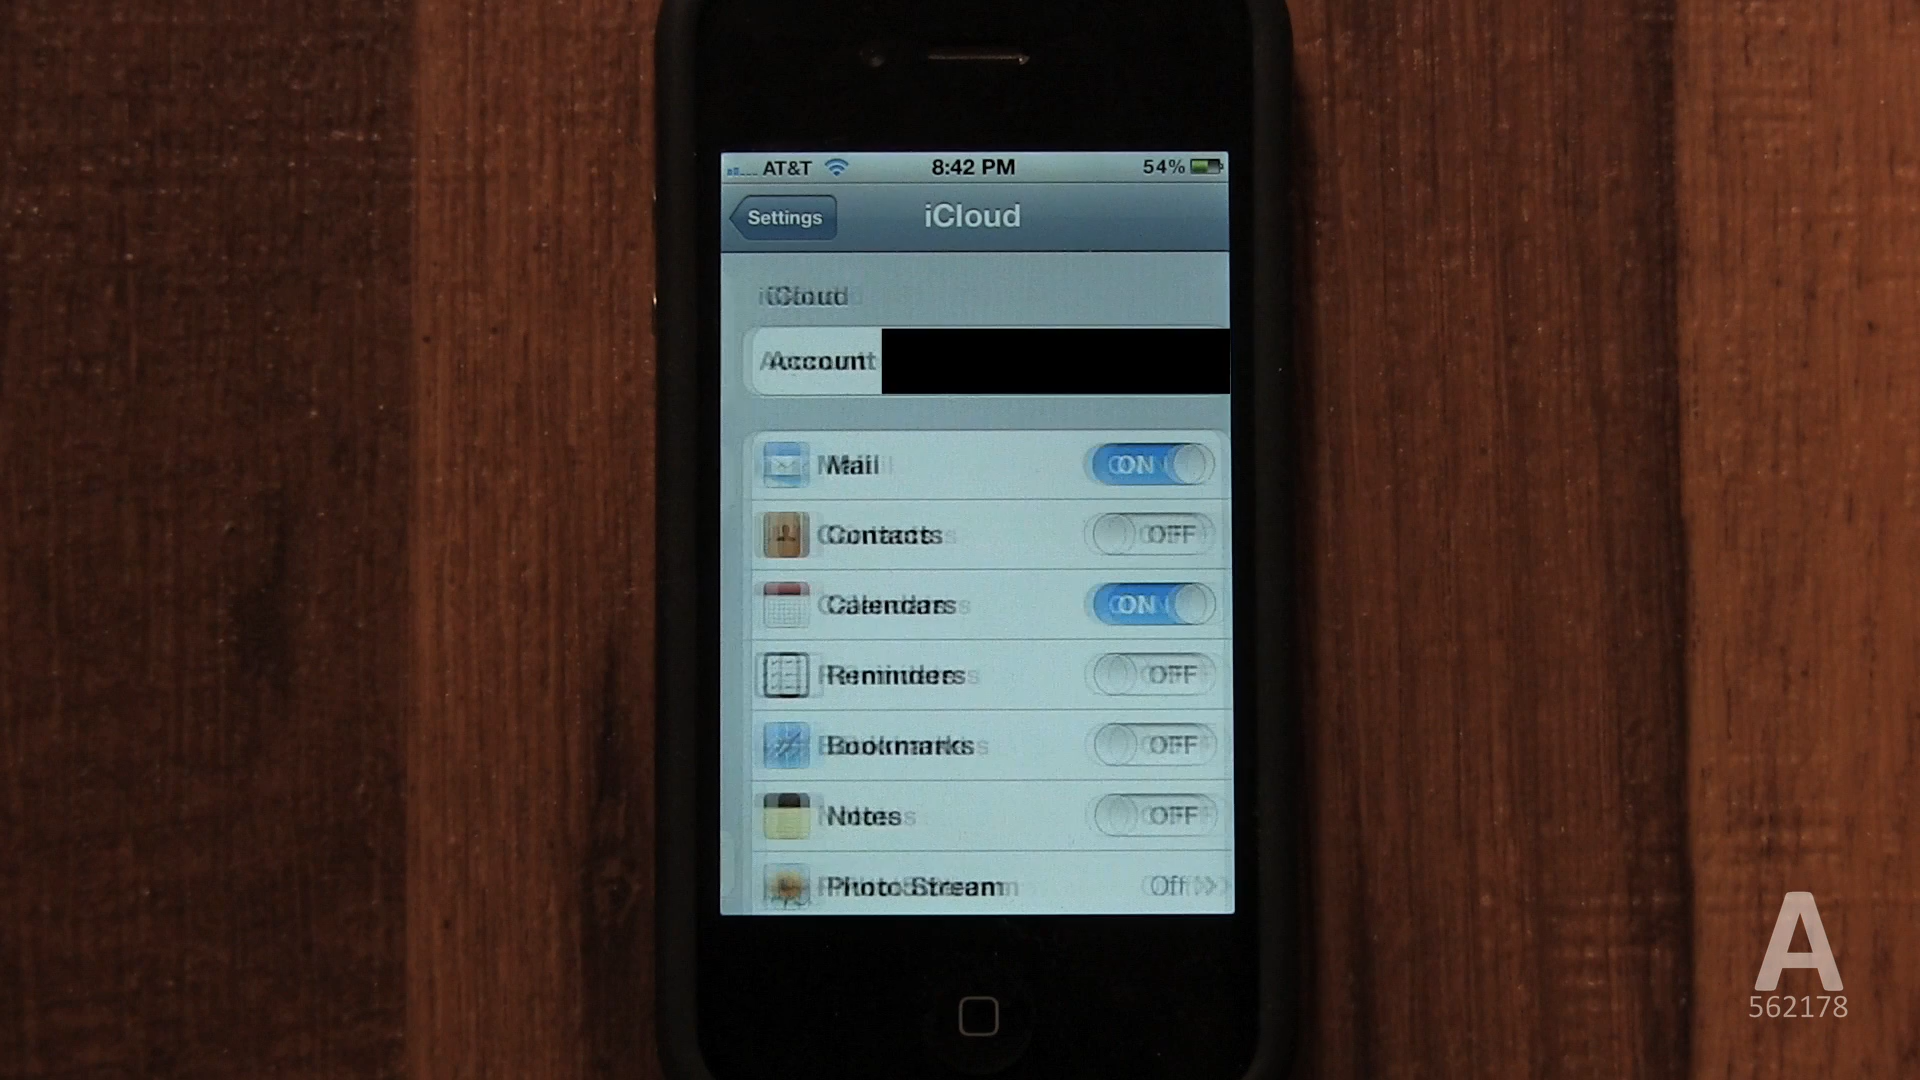 AT&T 8:42 PM 54%
Settings iCloud
iCloud
Account
Mail ON
Contacts OFF
Calendars ON
Reminders OFF
Bookmarks OFF
Notes OFF
Photo Stream Off
A
562178